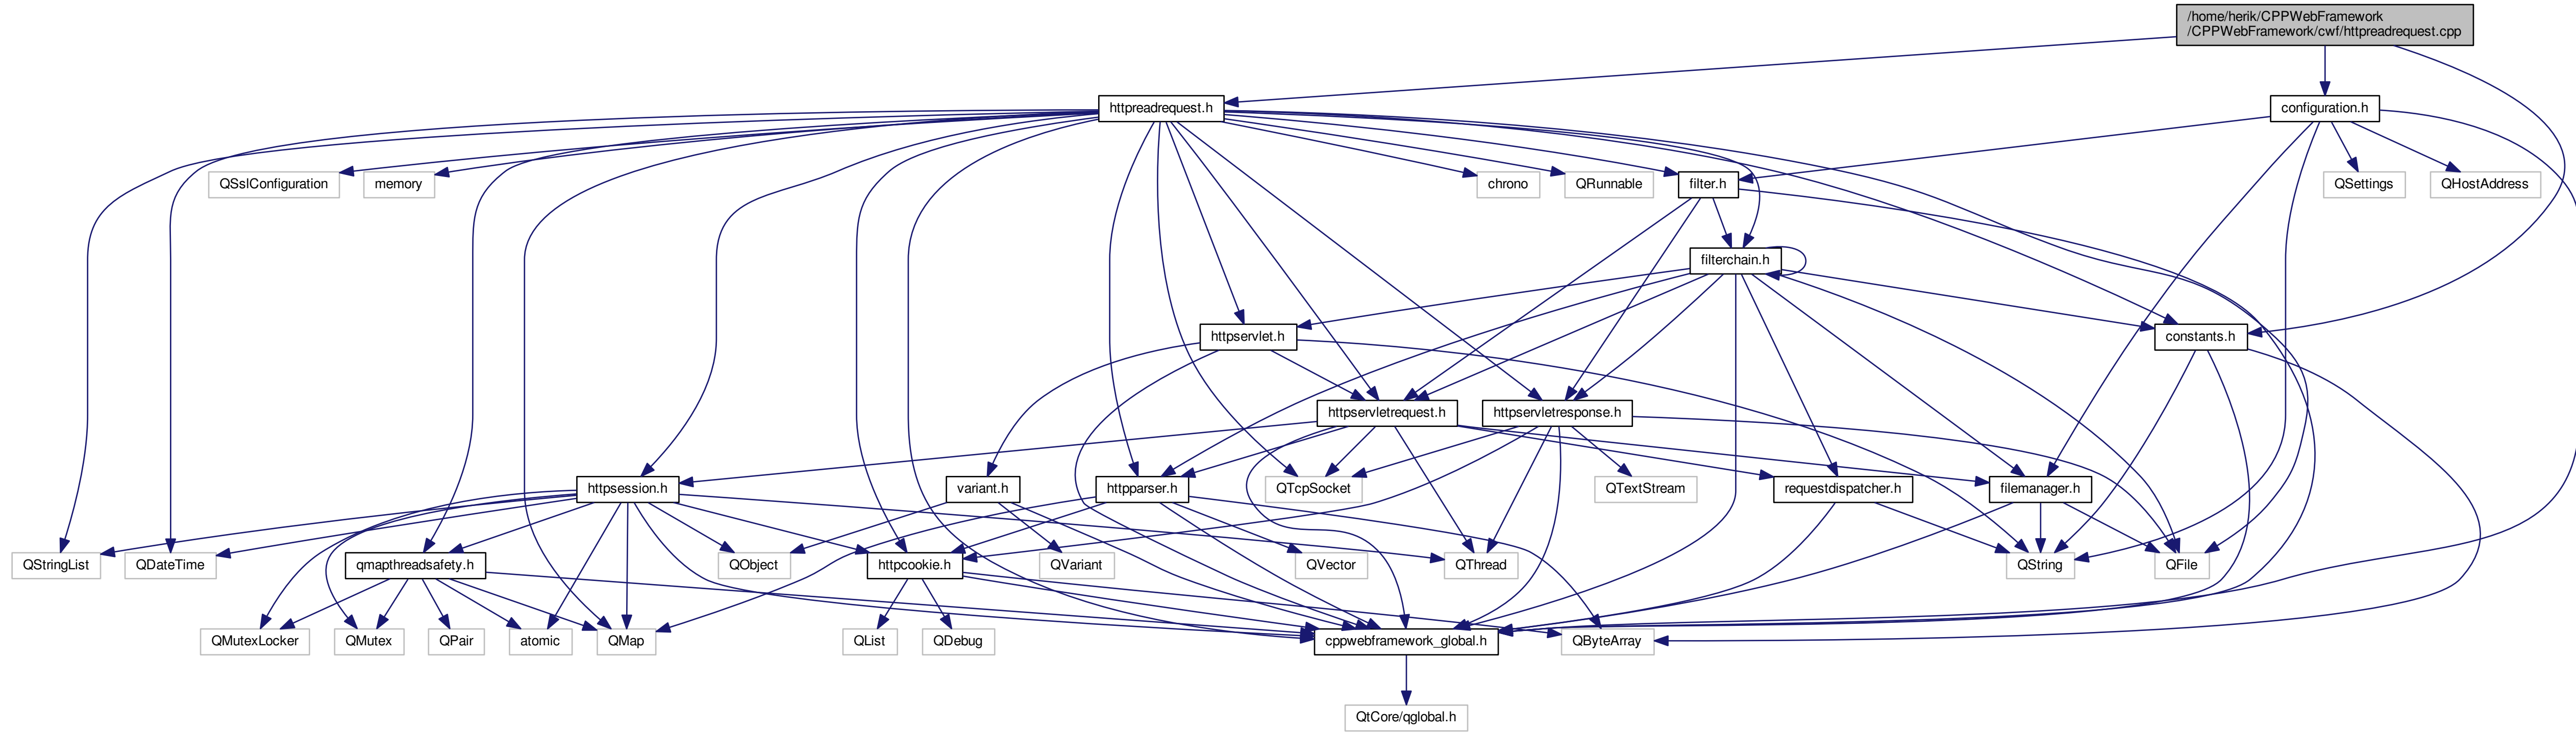 /home/herik/CPPWebFramework
/CPPWebFramework/cwf/httpreadrequest.cpp
httpreadrequest.h
configuration.h
QSslConfiguration
memory
chrono
QRunnable
filter.h
QSettings
QHostAddress
filterchain.h
httpservlet.h
constants.h
httpservletrequest.h
httpservletresponse.h
httpsession.h
variant.h
httpparser.h
QTcpSocket
QTextStream
requestdispatcher.h
filemanager.h
QStringList
QDateTime
qmapthreadsafety.h
QObject
httpcookie.h
QVariant
QVector
QThread
QString
QFile
QMutexLocker
QMutex
QPair
atomic
QMap
QList
QDebug
cppwebframework_global.h
QByteArray
QtCore/qglobal.h